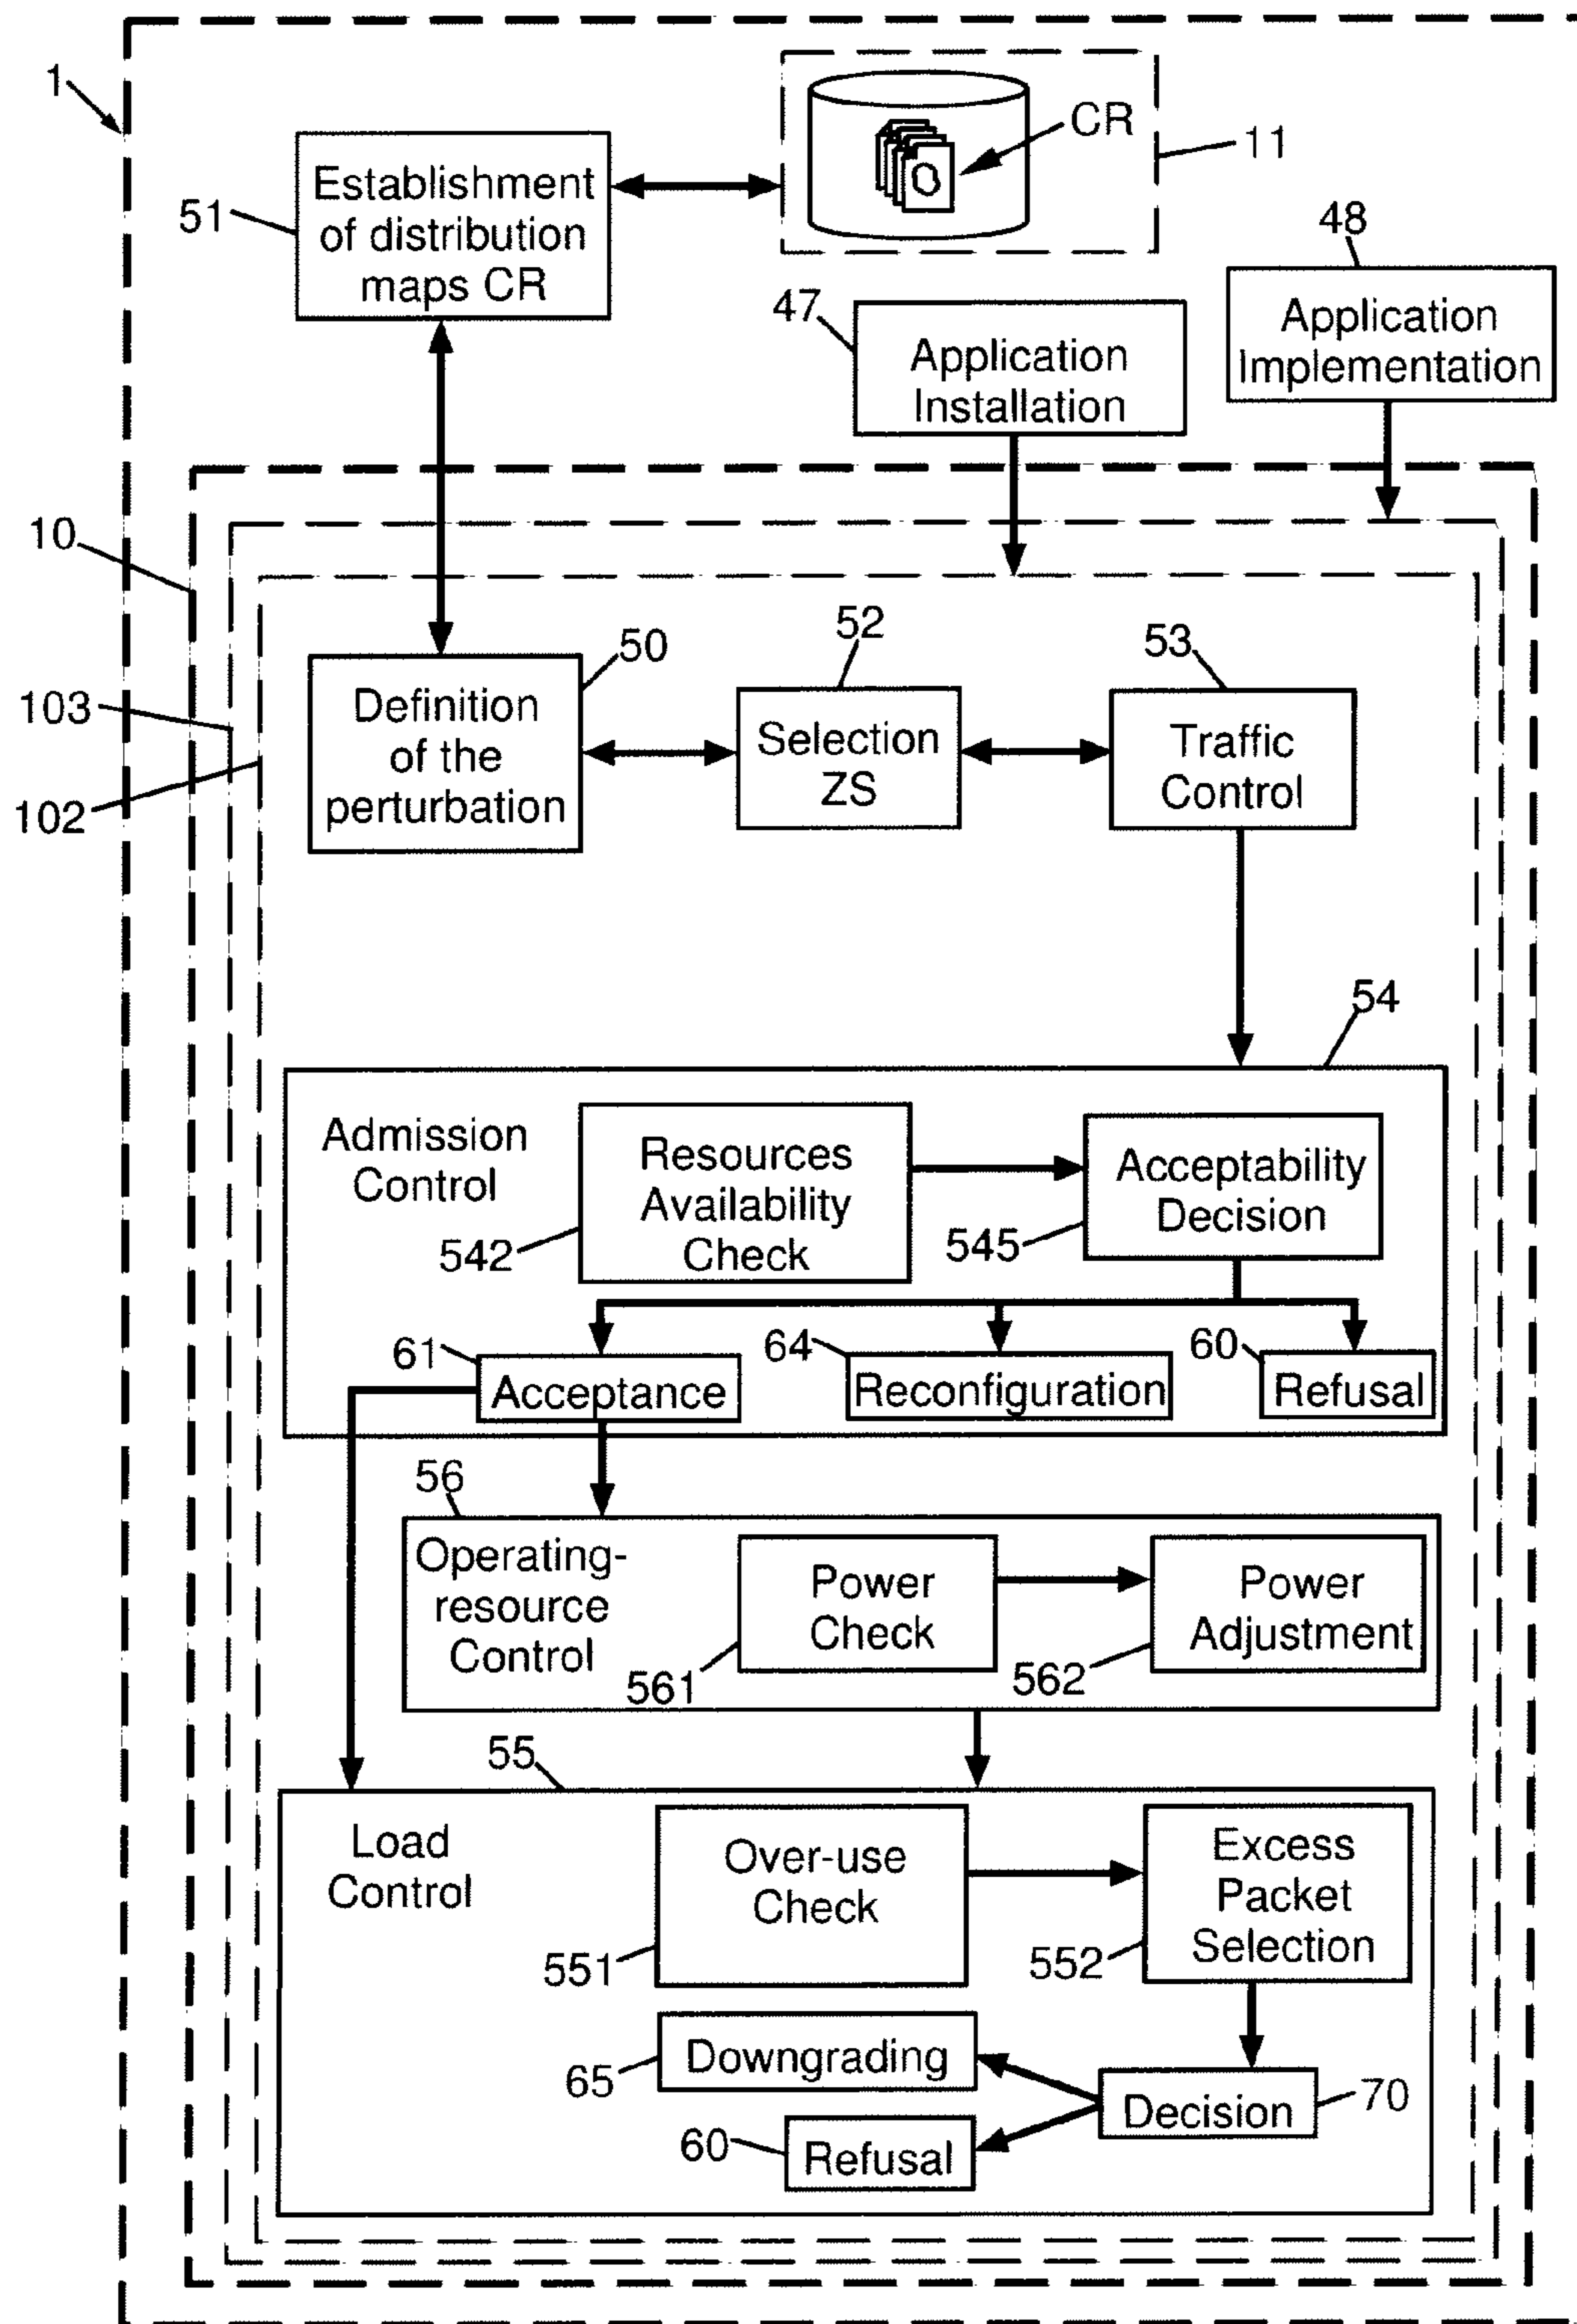 1
CR
11
Establishment
of distribution
maps CR
51
48
47
Application
Installation
Application
Implementation
10
50
52
53
103
102
Definition
of the
perturbation
Selection
ZS
Traffic
Control
54
Admission
Control
Resources
Availability
Check
542
Acceptability
Decision
545
61
Acceptance
64
Reconfiguration
60
Refusal
56
Operating-
resource
Control
Power
Check
561
Power
Adjustment
562
55
Load
Control
Over-use
Check
551
Excess
Packet
Selection
552
Downgrading
65
Decision
70
60
Refusal